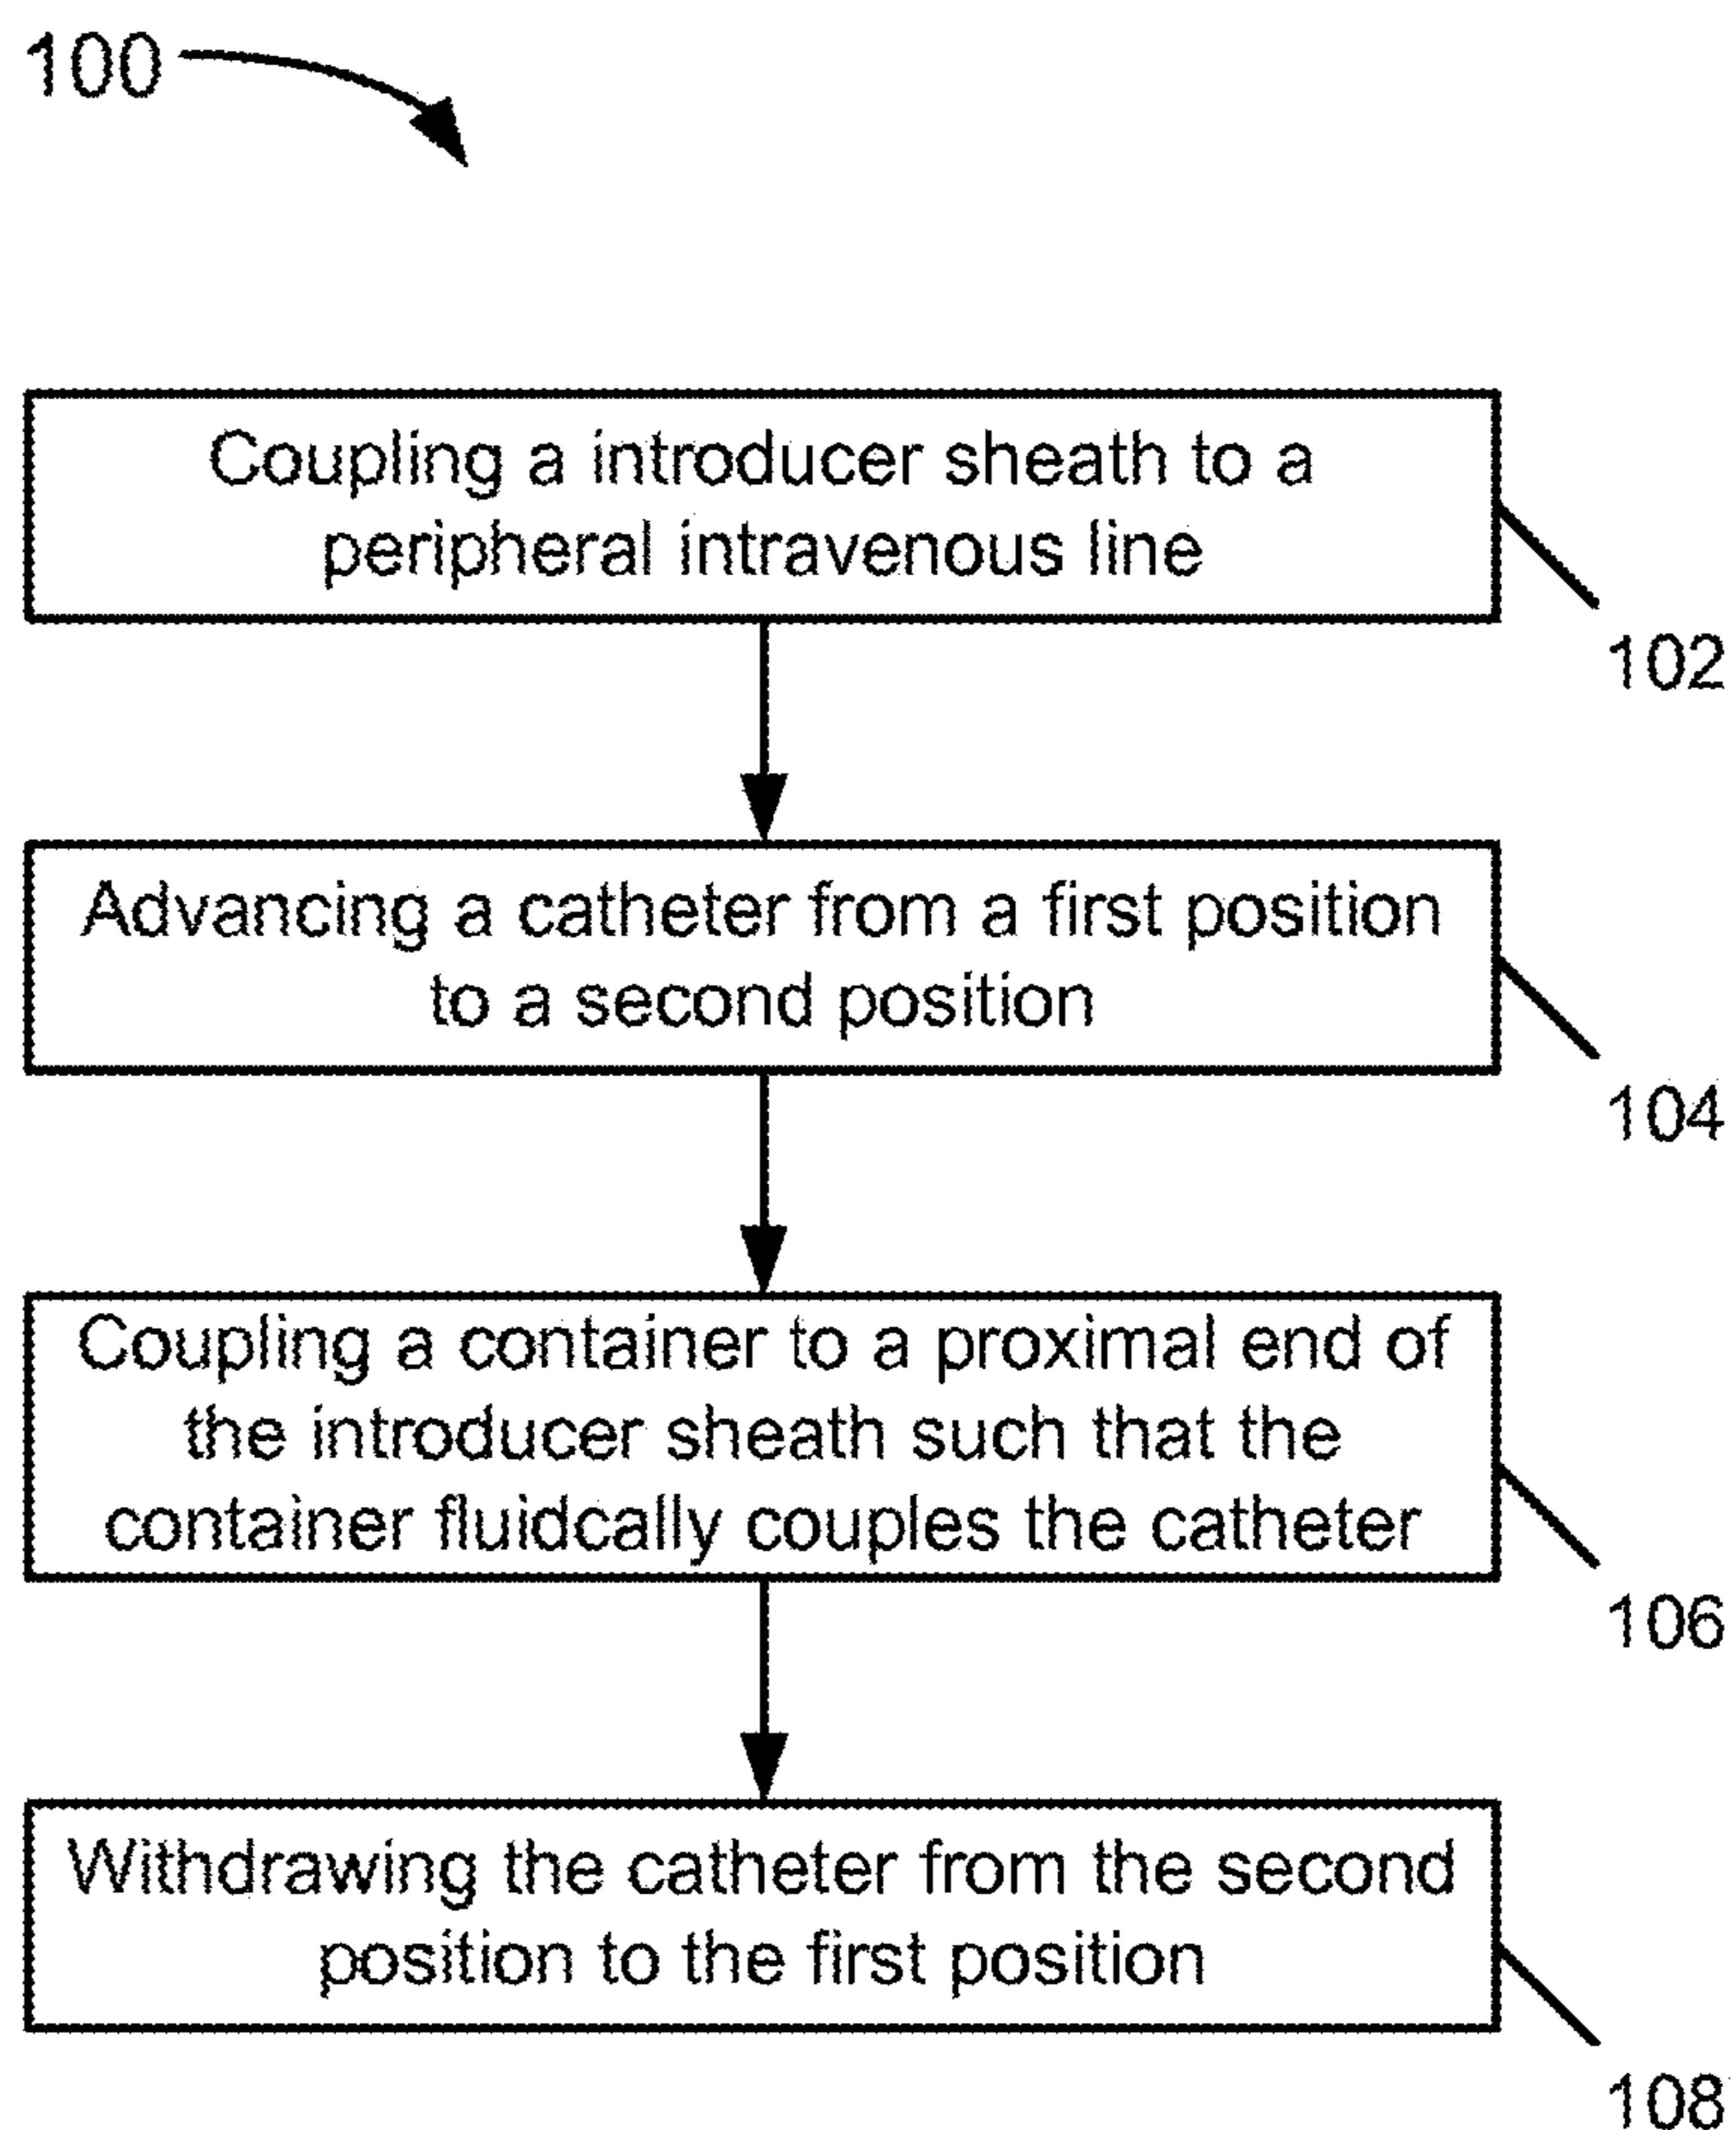 100
Coupling a introducer sheath to a
peripheral intravenous line
102
Advancing a catheter from a first position
to a second position
104
Coupling a container to a proximal end of
the introducer sheath such that the
container fluidcally couples the catheter
106
Withdrawing the catheter from the second
position to the first position
108